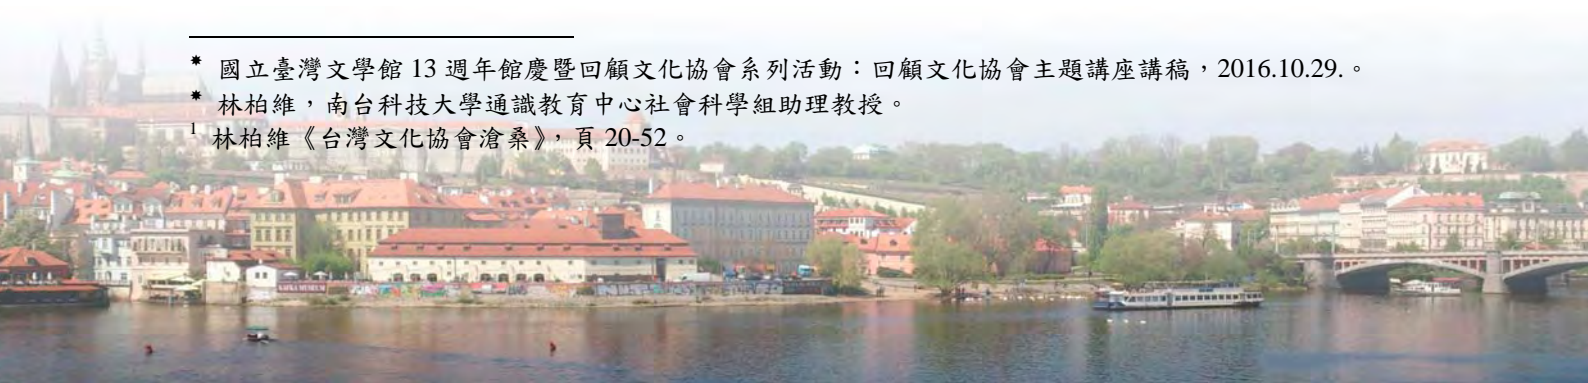 * 國立臺灣文學館 13 週年館慶暨回顧文化協會系列活動：回顧文化協會主題講座講稿，2016.10.29.。
* 林柏維，南台科技大學通識教育中心社會科學組助理教授。
1 林柏維《台灣文化協會滄桑》，頁 20-52。
KAFKA MUSEUM